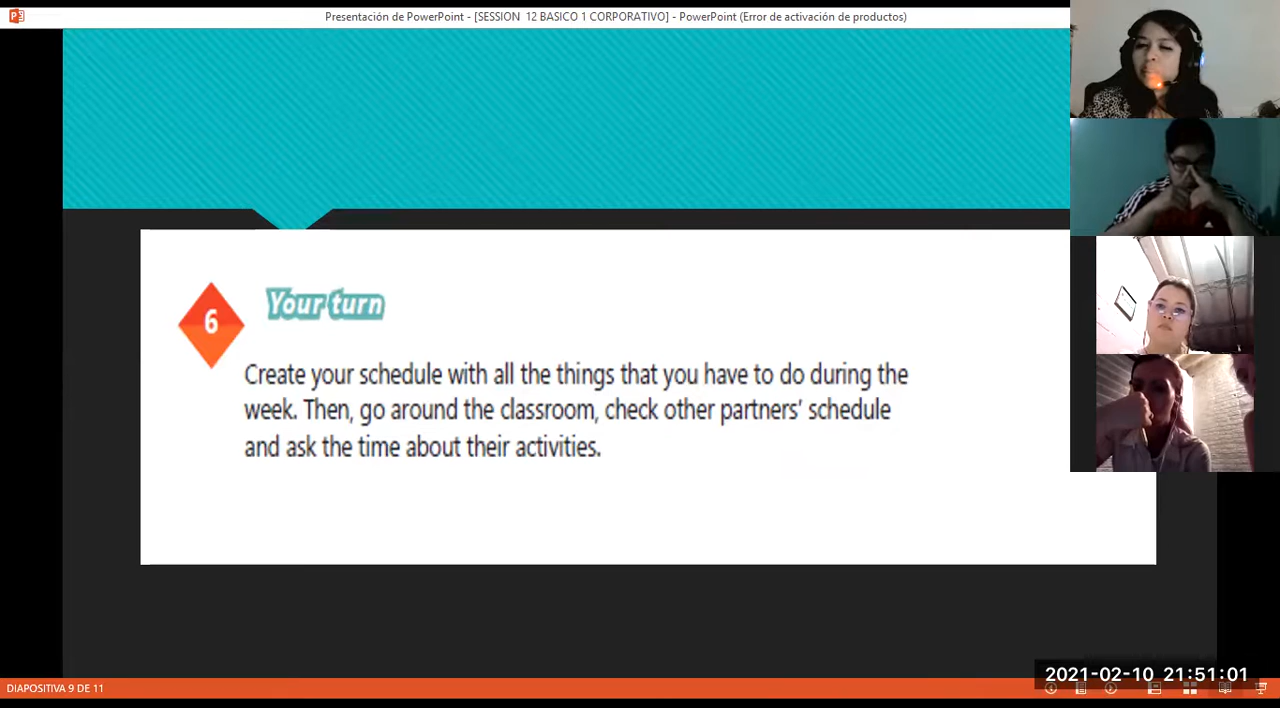 Presentación de PowerPoint - [SESSION  12 BASICO 1 CORPORATIVO] - PowerPoint (Error de activación de productos)
6
Your turn
Create your schedule with all the things that you have to do during the
week. Then, go around the classroom, check other partners' schedule
and ask the time about their activities.
2021-02-10 21:51:01
DIAPOSITIVA 9 DE 11